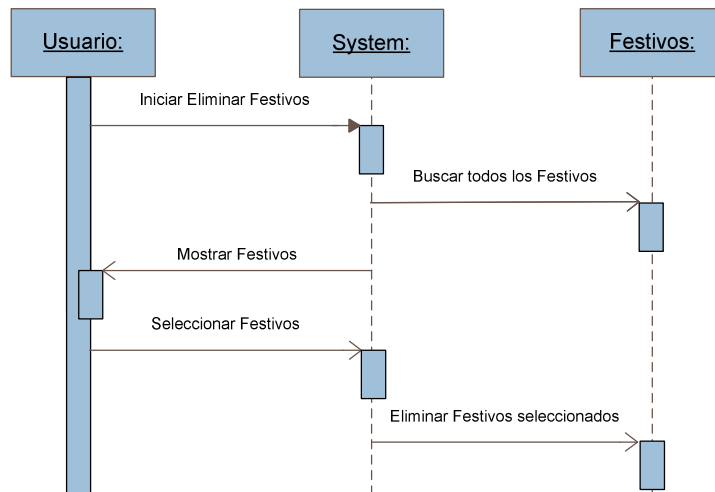 Usuario:
System:
Festivos:
Iniciar Eliminar Festivos
Buscar todos los Festivos
Mostrar Festivos
Seleccionar Festivos
Eliminar Festivos seleccionados